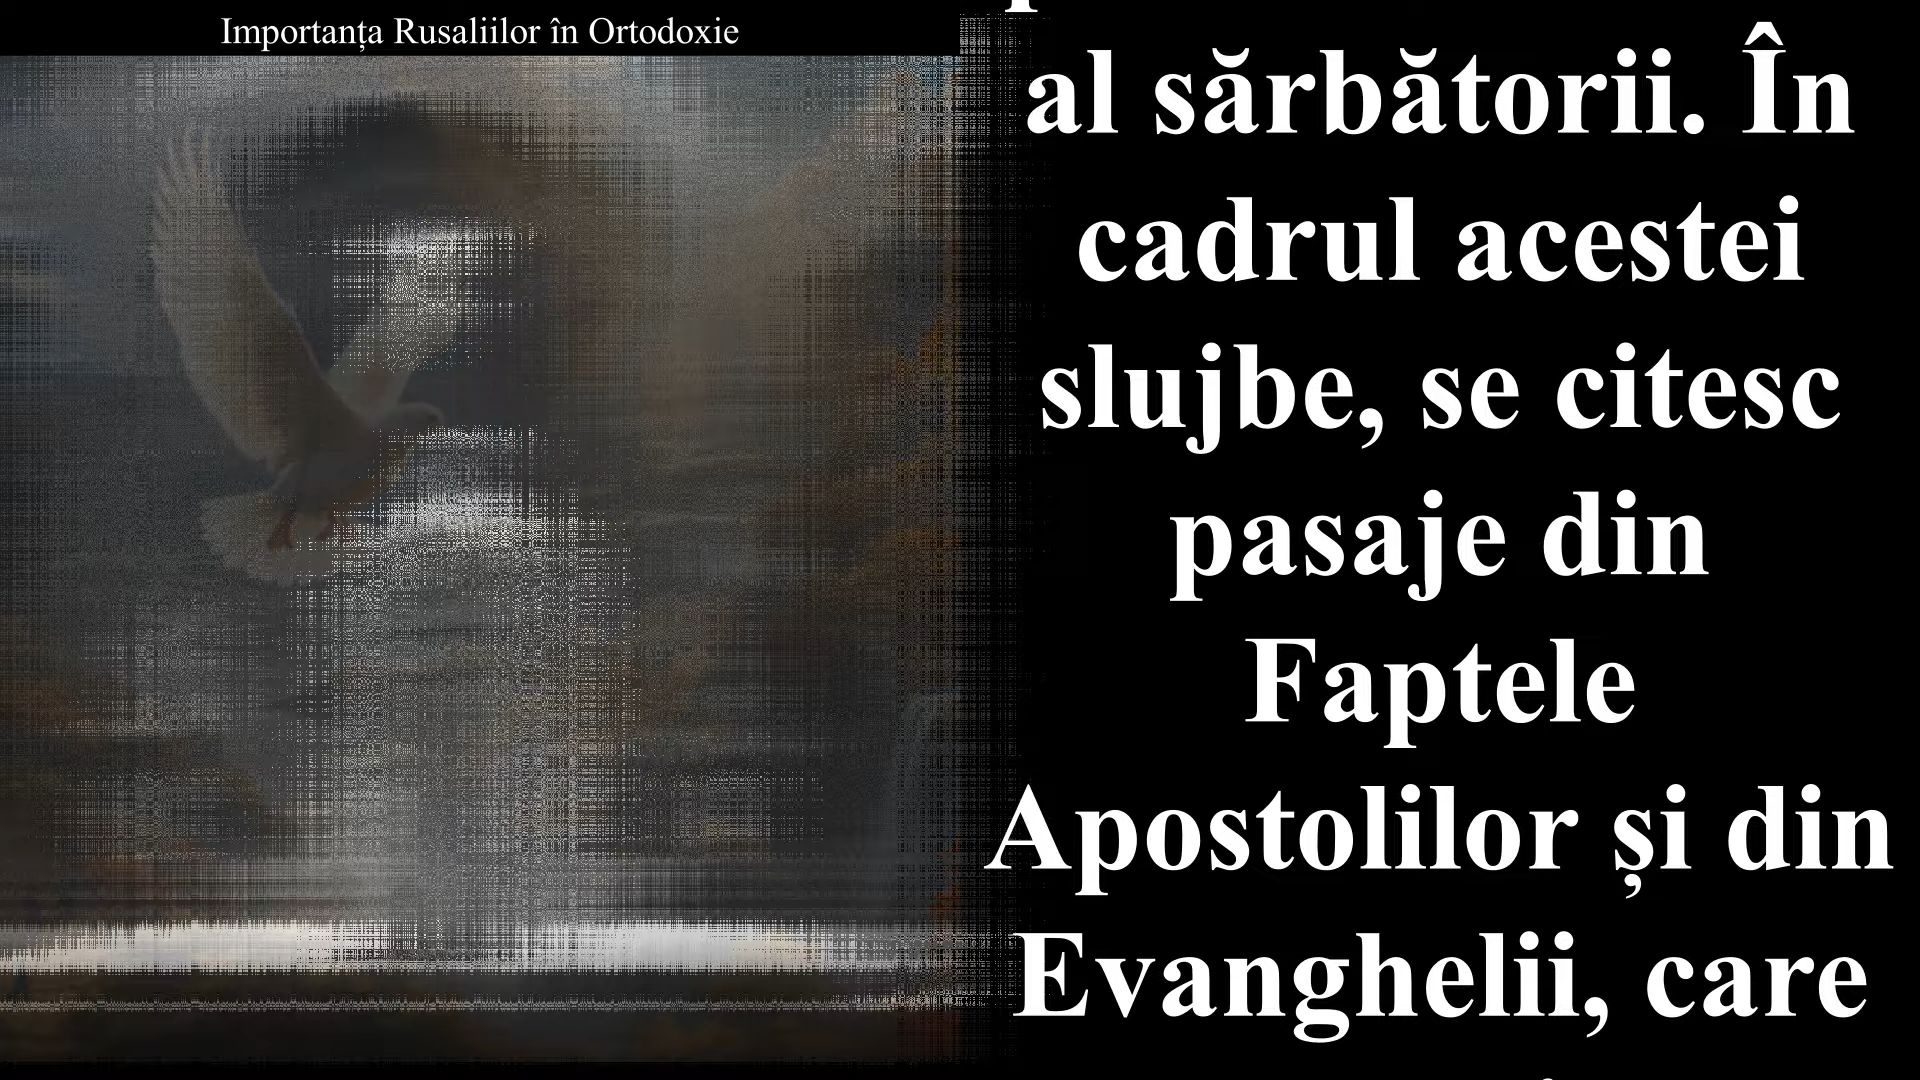 Importanța Rusaliilor în Ortodoxie
al sărbătorii. În
cadrul acestei
slujbe, se citesc
pasaje din
Faptele
Apostolilor și din
Evanghelii, care